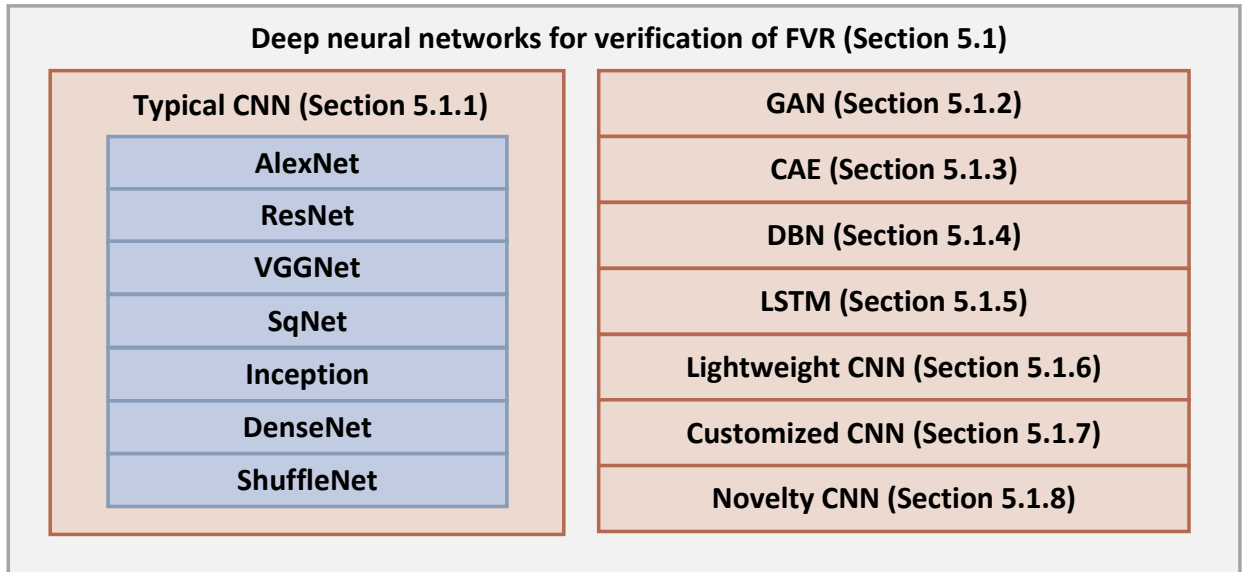 Deep neural networks for verification of FVR (Section 5.1)
Typical CNN (Section 5.1.1)
AlexNet
ResNet
VGGNet
SqNet
Inception
DenseNet
ShuffleNet
GAN (Section 5.1.2)
CAE (Section 5.1.3)
DBN (Section 5.1.4)
LSTM (Section 5.1.5)
Lightweight CNN (Section 5.1.6)
Customized CNN (Section 5.1.7)
Novelty CNN (Section 5.1.8)